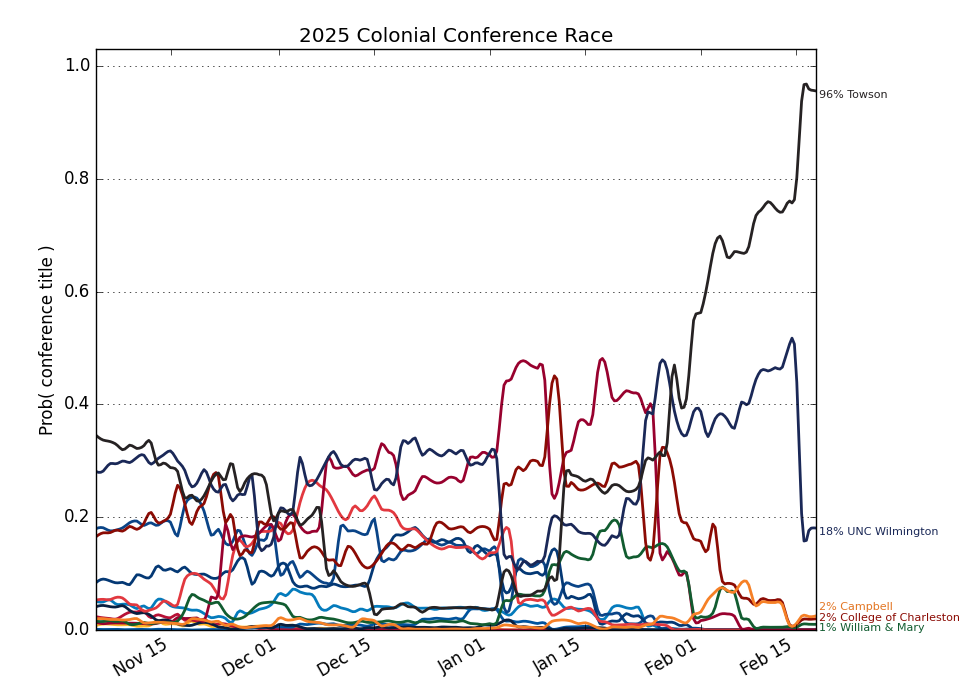 2025 Colonial Conference Race
Prob( conference title )
1.0
0.8
0.6
0.4
0.2
0.0
Nov 15
Dec 01
Dec 15
Jan 01
Jan 15
Feb 01
Feb 15
96% Towson
18% UNC Wilmington
2% Campbell
2% College of Charleston
1% William & Mary